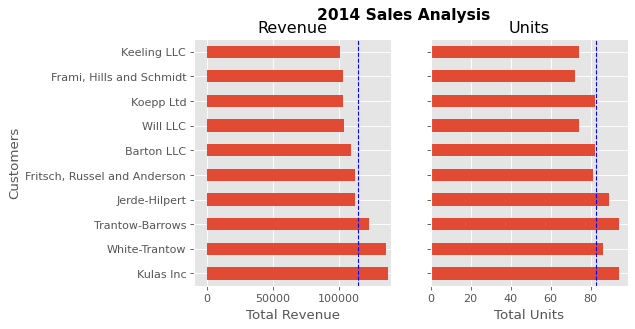 2014 Sales Analysis
Revenue
Units
Customers
Keeling LLC
Frami, Hills and Schmidt
Koepp Ltd
Will LLC
Barton LLC
Fritsch, Russel and Anderson
Jerde-Hilpert
Trantow-Barrows
White-Trantow
Kulas Inc
0 50000 100000
Total Revenue
0 20 40 60 80
Total Units